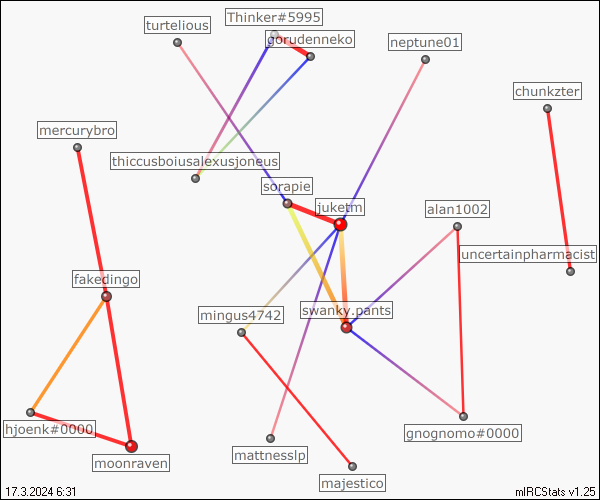 Thinker#5995
turtelious
gorudenneko
neptune01
chunkzter
mercurybro
thiccusboiusalexusjoneus
sorapie
juketm
alan1002
uncertainpharmacist
fakedingo
mingus4742
swanky.pants
hjoenk#0000
gnognomo#0000
moonraven
mattnesslp
majestico
17.3.2024 6:31
mIRCStats v1.25